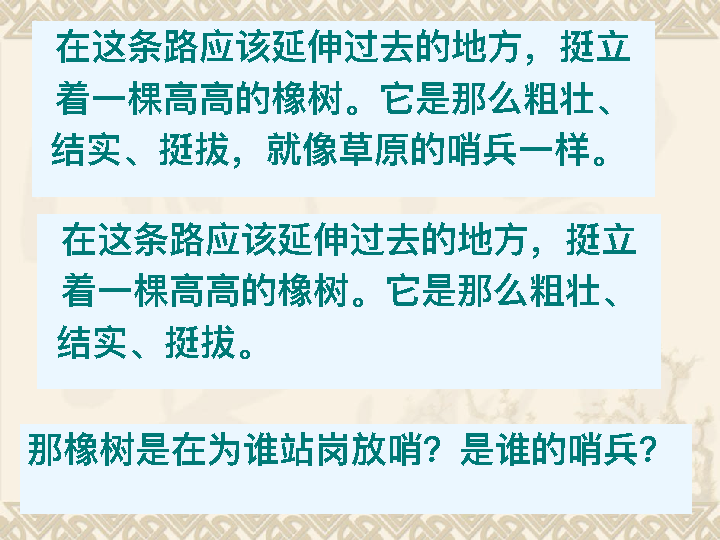 在这条路应该延伸过去的地方，挺立
着一棵高高的橡树。它是那么粗壮、
结实、挺拔，就像草原的哨兵一样。
在这条路应该延伸过去的地方，挺立
着一棵高高的橡树。它是那么粗壮、
结实、挺拔。
那橡树是在为谁站岗放哨？是谁的哨兵？